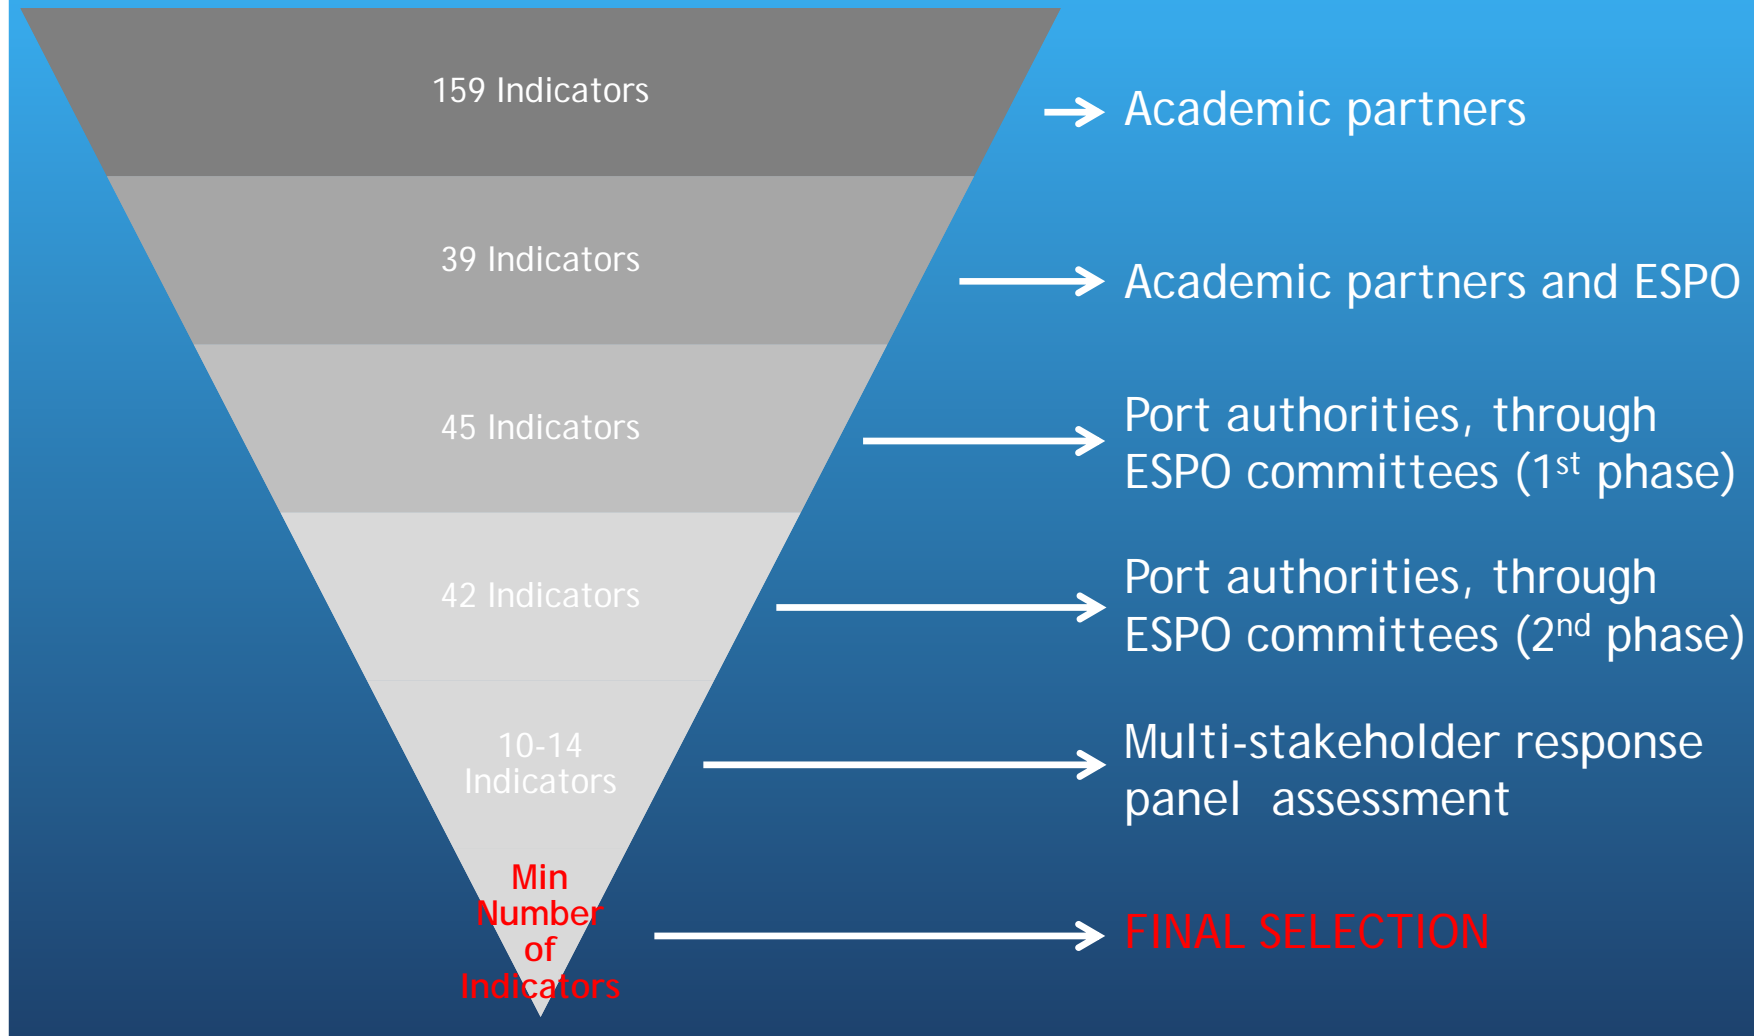 159 Indicators
Academic partners
39 Indicators
Academic partners and ESPO
45 Indicators
Port authorities, through
ESPO committees (1st phase)
42 Indicators
Port authorities, through
ESPO committees (2nd phase)
10-14
Indicators
Multi-stakeholder response
panel assessment
Min
Number
of
Indicators
FINAL SELECTION